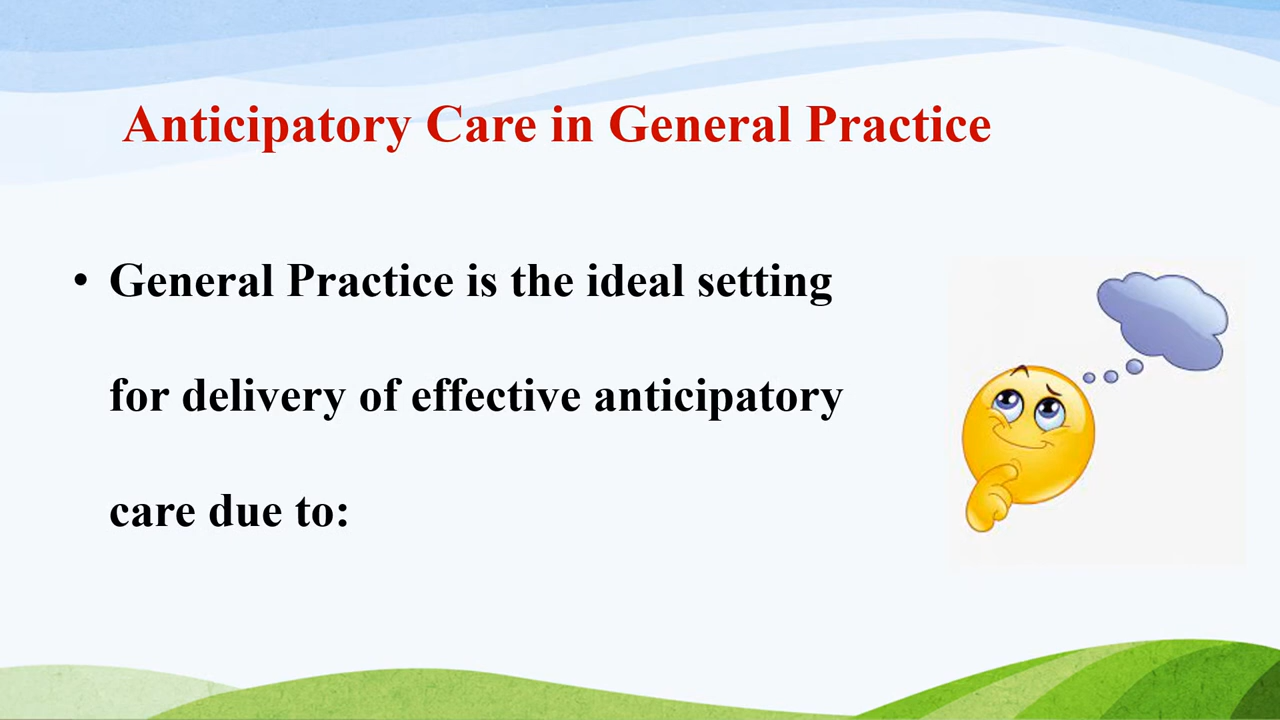 Anticipatory Care in General Practice
• General Practice is the ideal setting
for delivery of effective anticipatory
care due to: